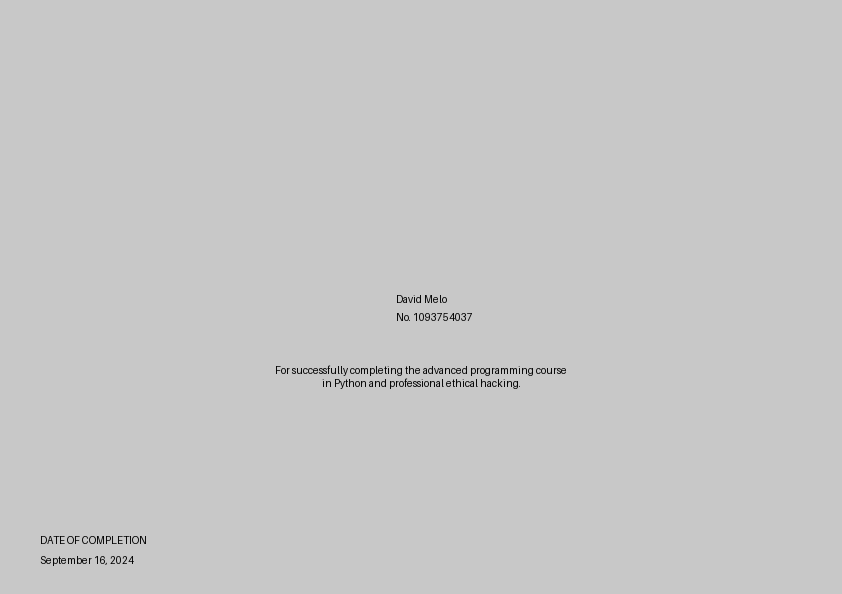 David Melo
No. 1093754037
For successfully completing the advanced programming course
in Python and professional ethical hacking.
DATE OF COMPLETION
September 16, 2024